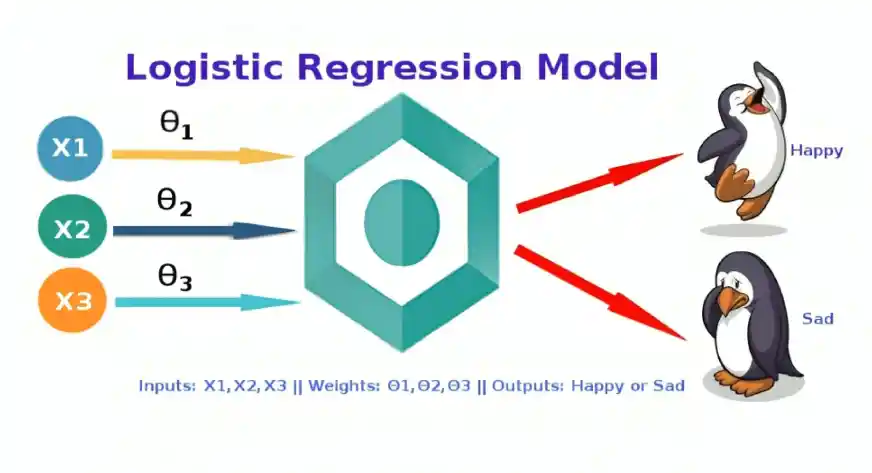 Logistic Regression Model
X1
Θ1
X2
Θ2
X3
Θ3
Happy
Sad
Inputs: X1,X2,X3 || Weights: Θ1,Θ2,Θ3 || Outputs: Happy or Sad